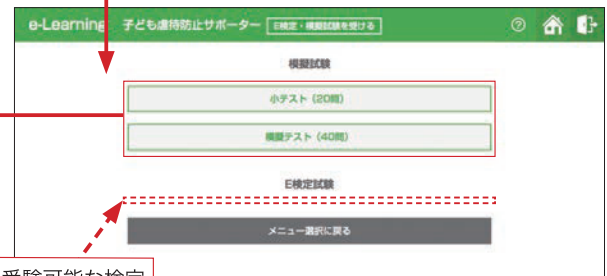 e-Learning 子ども虐待防止サポーター E検定・模擬試験を受ける ?
模擬試験
小テスト（20問）
模擬テスト（40問）
E検定試験
メニュー選択に戻る
受験可能な検定